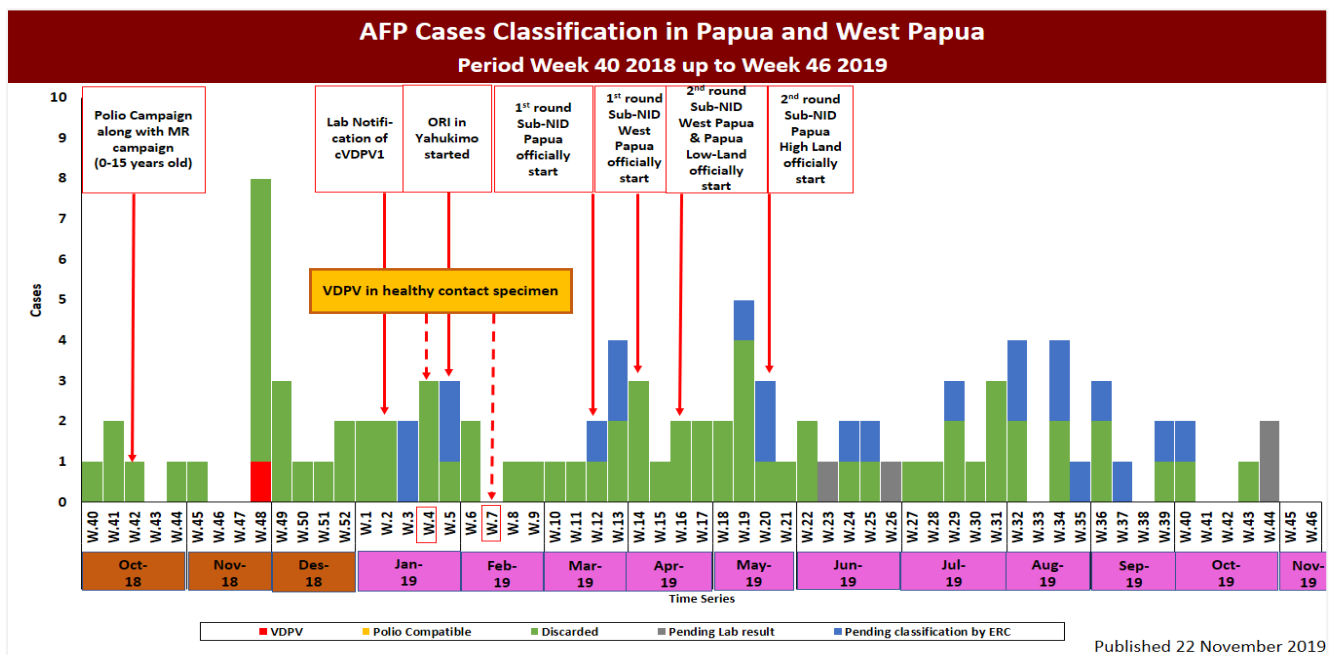 AFP Cases Classification in Papua and West Papua
Period Week 40 2018 up to Week 46 2019
Polio Campaign
along with MR
campaign
(0-15 years old)
Lab Notifi-
cation of
cVDPV1
ORI in
Yahukimo
started
1st round
Sub-NID
Papua
officially
start
1st round
Sub-NID
West
Papua
officially
start
2nd round
Sub-NID
West Papua
& Papua
Low-Land
officially
start
2nd round
Sub-NID
Papua
High Land
officially
start
VDPV in healthy contact specimen
Cases
10
9
8
7
6
5
4
3
2
1
0
W.40
W.41
W.42
W.43
W.44
W.45
W.46
W.47
W.48
W.49
W.50
W.51
W.52
W.1
W.2
W.3
W.4
W.5
W.6
W.7
W.8
W.9
W.10
W.11
W.12
W.13
W.14
W.15
W.16
W.17
W.18
W.19
W.20
W.21
W.22
W.23
W.24
W.25
W.26
W.27
W.28
W.29
W.30
W.31
W.32
W.33
W.34
W.35
W.36
W.37
W.38
W.39
W.40
W.41
W.42
W.43
W.44
W.45
W.46
Oct-
18
Nov-
18
Des-
18
Jan-
19
Feb-
19
Mar-
19
Apr-
19
May-
19
Jun-
19
Jul-
19
Aug-
19
Sep-
19
Oct-
19
Nov-
19
Time Series
VDPV
Polio Compatible
Discarded
Pending Lab result
Pending classification by ERC
Published 22 November 2019